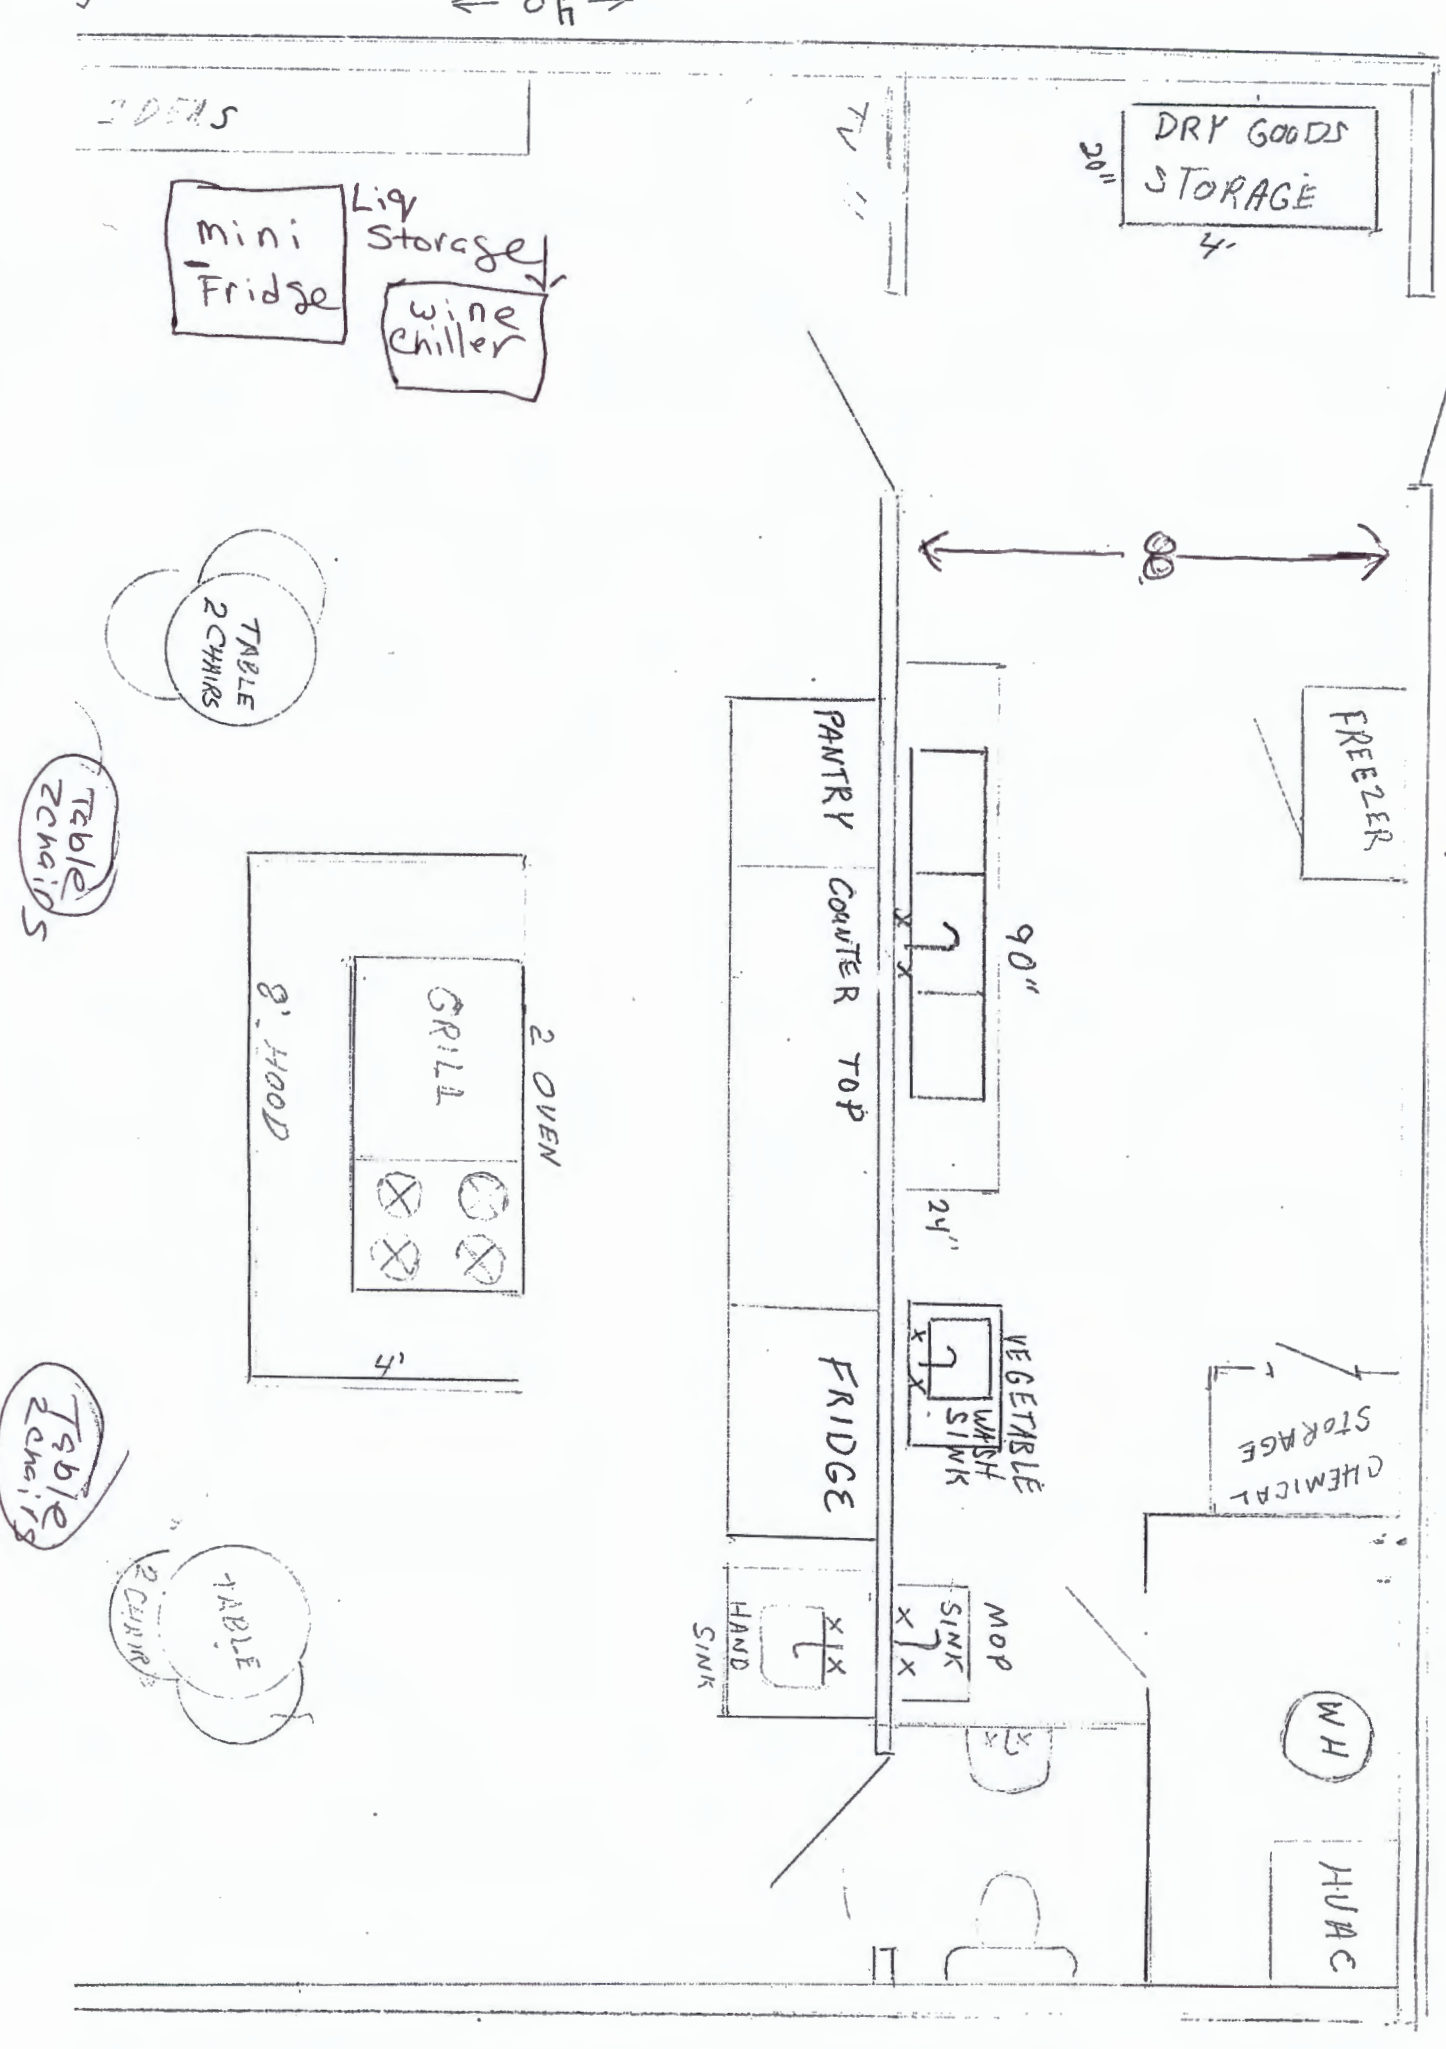 40
IDEAS
TV
DRY GOODS
STORAGE
20"
4'
mini
Fridge
Liq
Storage
wine
Chiller
8'
TABLE
2 CHAIRS
Table
2chairs
PANTRY
COUNTER TOP
FRIDGE
90"
24"
FREEZER
GRILL
2 OVEN
8'. HOOD
4'
VEGETABLE
WASH
SINK
CHEMICAL
STORAGE
Table
2chairs
TABLE
2 CHAIR
HAND
SINK
MOP
SINK
WH
HVAC